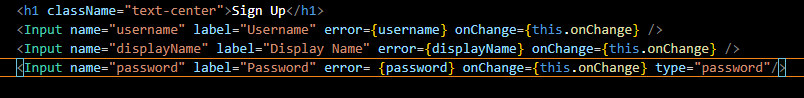 <h1 className="text-center">Sign Up</h1>
<Input name="username" label="Username" error={username} onChange={this.onChange} />
<Input name="displayName" label="Display Name" error={displayName} onChange={this.onChange} />
<Input name="password" label="Password" error= {password} onChange={this.onChange} type="password"/>